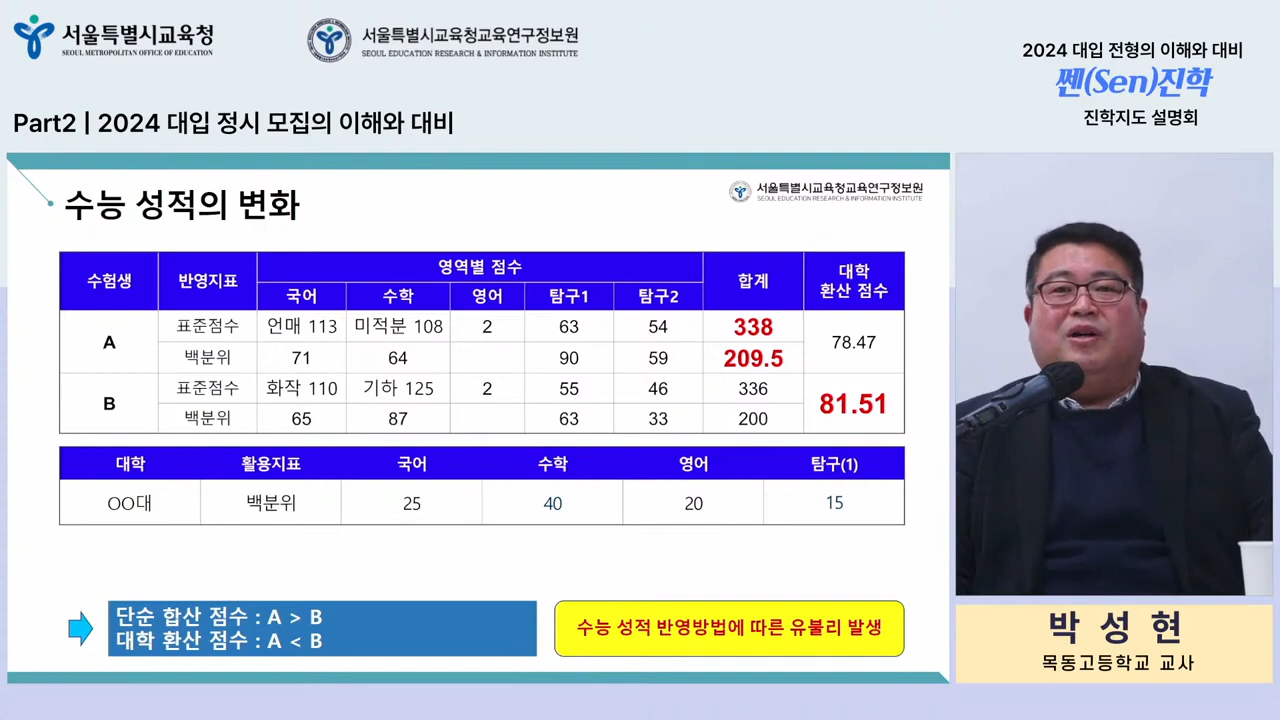 서울특별시교육청
SEOUL METROPOLITAN OFFICE OF EDUCATION
서울특별시교육청교육연구정보원
SEOUL EDUCATION RESEARCH & INFORMATION INSTITUTE
2024 대입 전형의 이해와 대비
쎈(Sen)진학
진학지도 설명회
Part2 | 2024 대입 정시 모집의 이해와 대비
수능 성적의 변화
서울특별시교육청교육연구정보원
SEOUL EDUCATION RESEARCH & INFORMATION INSTITUTE
수험생 반영지표 영역별 점수 합계 대학 환산 점수
국어 수학 영어 탐구1 탐구2
A 표준점수 언매 113 미적분 108 2 63 54 338 78.47
백분위 71 64 90 59 209.5
B 표준점수 화작 110 기하 125 2 55 46 336 81.51
백분위 65 87 63 33 200
대학 활용지표 국어 수학 영어 탐구(1)
OO대 백분위 25 40 20 15
단순 합산 점수 : A > B
대학 환산 점수 : A < B
수능 성적 반영방법에 따른 유불리 발생
박성현
목동고등학교 교사